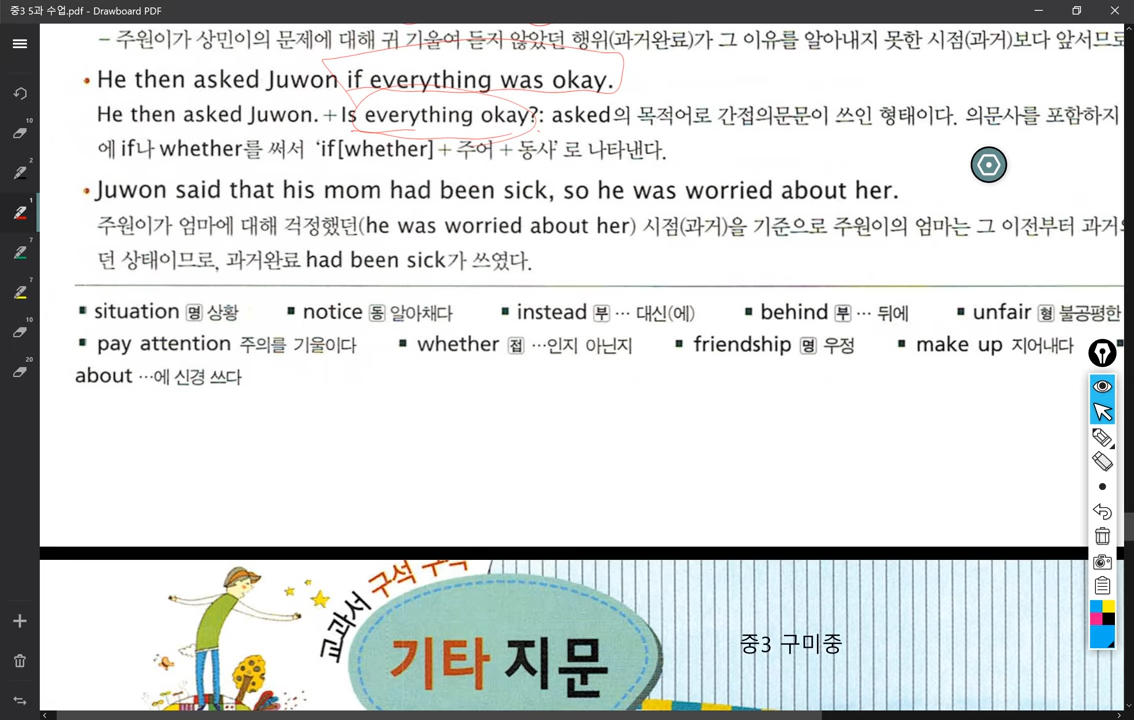 중3 5과 수업.pdf - Drawboard PDF
– 주원이가 상민이의 문제에 대해 귀 기울여 듣지 않았던 행위(과거완료)가 그 이유를 알아내지 못한 시점(과거)보다 앞서므로
• He then asked Juwon if everything was okay.
He then asked Juwon. + Is everything okay?: asked의 목적어로 간접의문문이 쓰인 형태이다. 의문사를 포함하지
에 if나 whether를 써서 ‘if[whether] + 주어 + 동사’로 나타낸다.
• Juwon said that his mom had been sick, so he was worried about her.
주원이가 엄마에 대해 걱정했던(he was worried about her) 시점(과거)을 기준으로 주원이의 엄마는 그 이전부터 과거
던 상태이므로, 과거완료 had been sick가 쓰였다.
▪ situation 명 상황 ▪ notice 동 알아채다 ▪ instead 부 … 대신(에) ▪ behind 부 … 뒤에 ▪ unfair 형 불공평한
▪ pay attention 주의를 기울이다 ▪ whether 접 …인지 아닌지 ▪ friendship 명 우정 ▪ make up 지어내다
about …에 신경 쓰다
10
2
1
7
7
10
20
교과서 구석 구석
기타 지문
중3 구미중